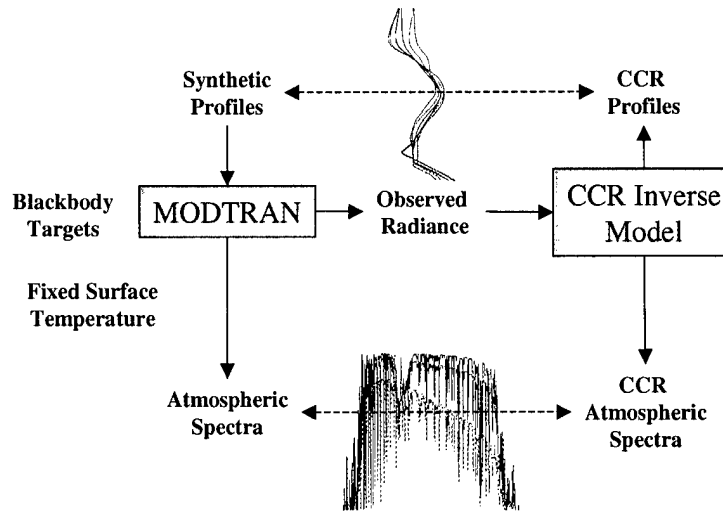 Synthetic
Profiles
CCR
Profiles
Blackbody
Targets
MODTRAN
Observed
Radiance
CCR Inverse
Model
Fixed Surface
Temperature
Atmospheric
Spectra
CCR
Atmospheric
Spectra